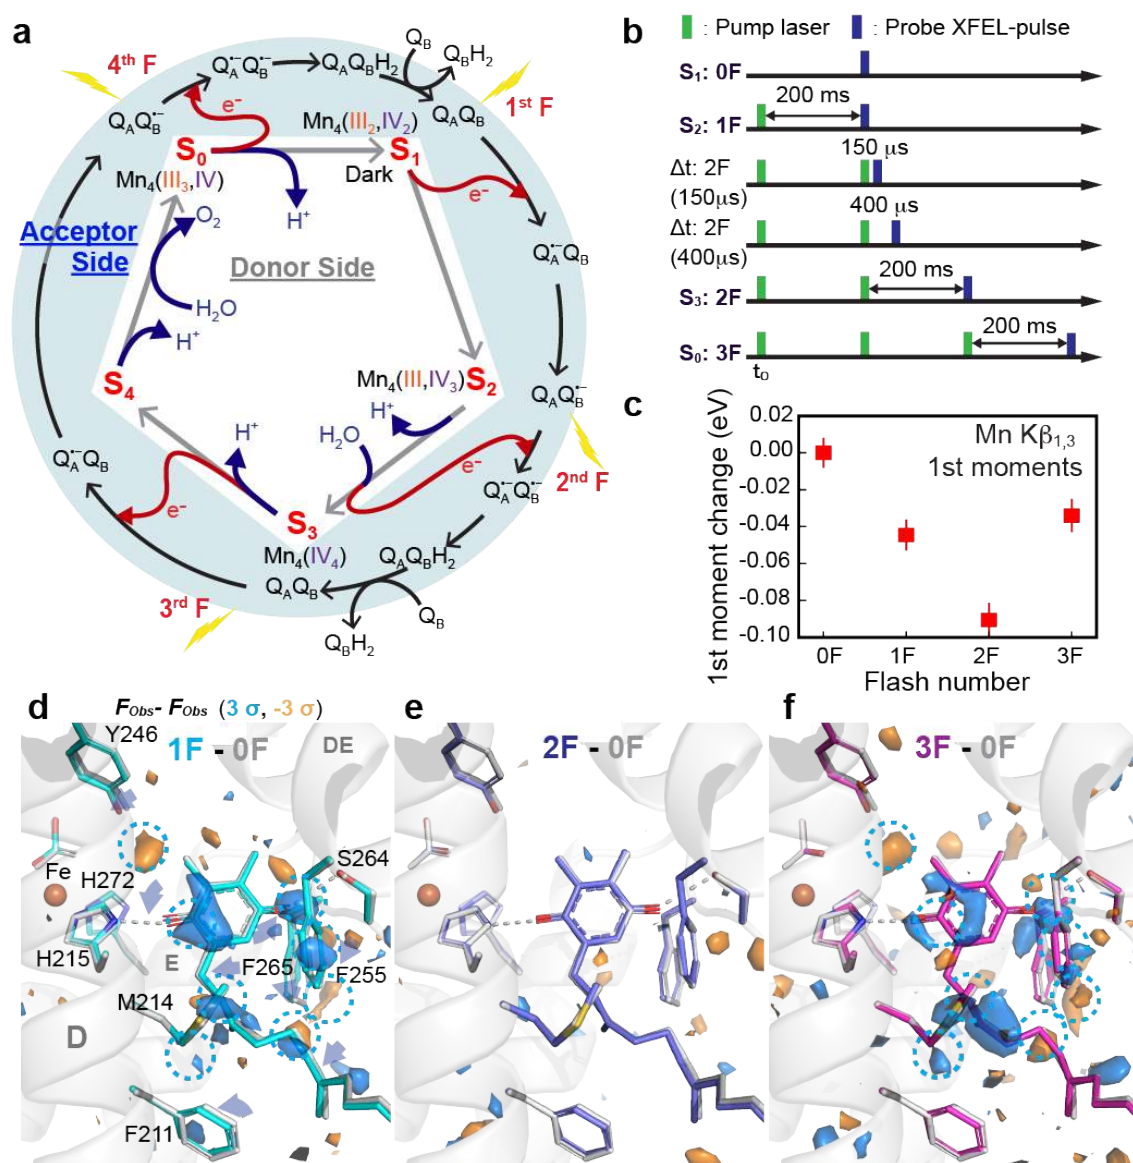 a
4th F
QA•−QB•−
QAQBH2
QB
QBH2
1st F
QAQB•−
e−
Mn4(III2,IV2)
QAQB
S0
S1
Dark
Mn4(III3,IV)
O2
H+
e−
Acceptor
Side
Donor Side
QA•−QB
H2O
H+
S4
Mn4(III,IV3)
S2
QAQB•−
H+
H+
H2O
e−
2nd F
QA•−QB
QA•−QB•−
e−
S3
Mn4(IV4)
QAQBH2
QAQB
3rd F
QB
QBH2
b
: Pump laser
: Probe XFEL-pulse
S1: 0F
200 ms
S2: 1F
150 µs
Δt: 2F
(150µs)
400 µs
Δt: 2F
(400µs)
200 ms
S3: 2F
200 ms
S0: 3F
t0
c
1st moment change (eV)
0.02
0.00
-0.02
-0.04
-0.06
-0.08
-0.10
Mn Kβ1,3
1st moments
0F
1F
2F
3F
Flash number
d
FObs- FObs (3 σ, -3 σ)
Y246
1F - 0F
DE
S264
Fe
H272
H215
E
F265
F255
M214
D
F211
e
2F - 0F
f
3F - 0F